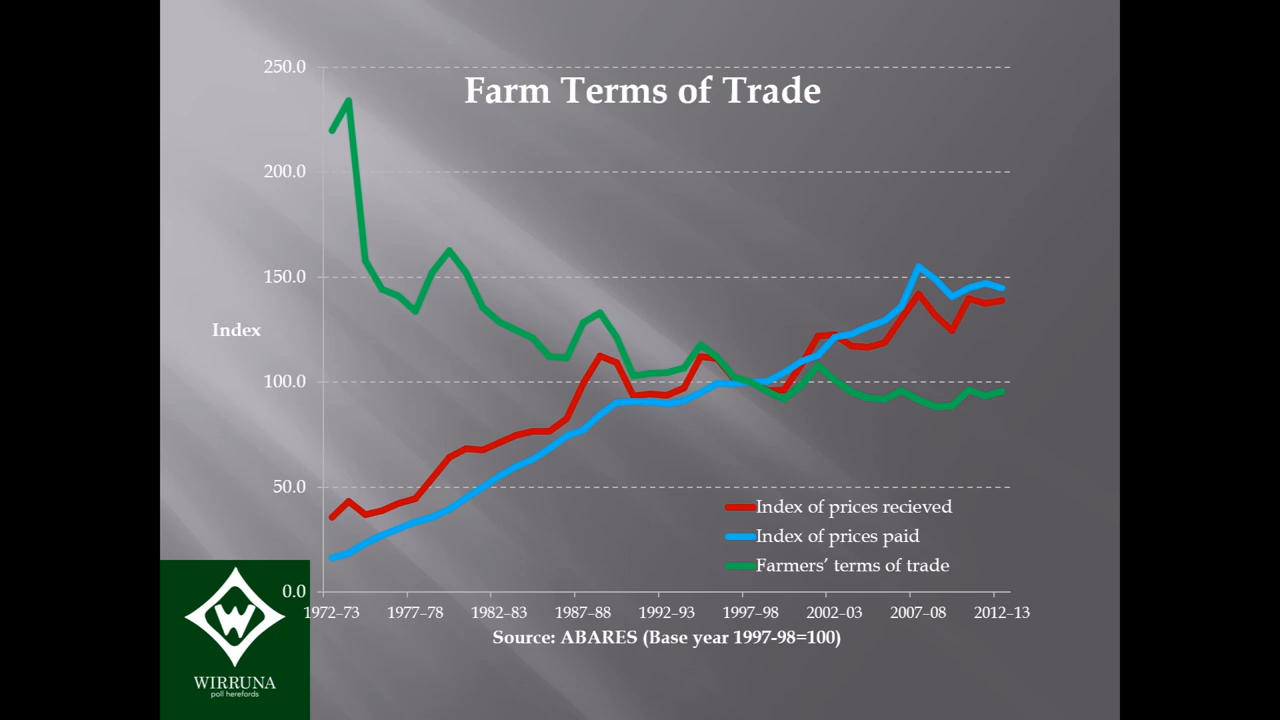 Farm Terms of Trade
250.0
200.0
150.0
100.0
50.0
0.0
Index
Index of prices recieved
Index of prices paid
Farmers’ terms of trade
1972–73 1977–78 1982–83 1987–88 1992–93 1997–98 2002–03 2007–08 2012–13
Source: ABARES (Base year 1997-98=100)
W
WIRRUNA
poll herefords